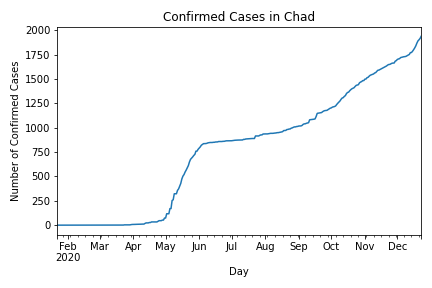 Confirmed Cases in Chad
Number of Confirmed Cases
2000
1750
1500
1250
1000
750
500
250
0
Feb Mar Apr May Jun Jul Aug Sep Oct Nov Dec
2020
Day